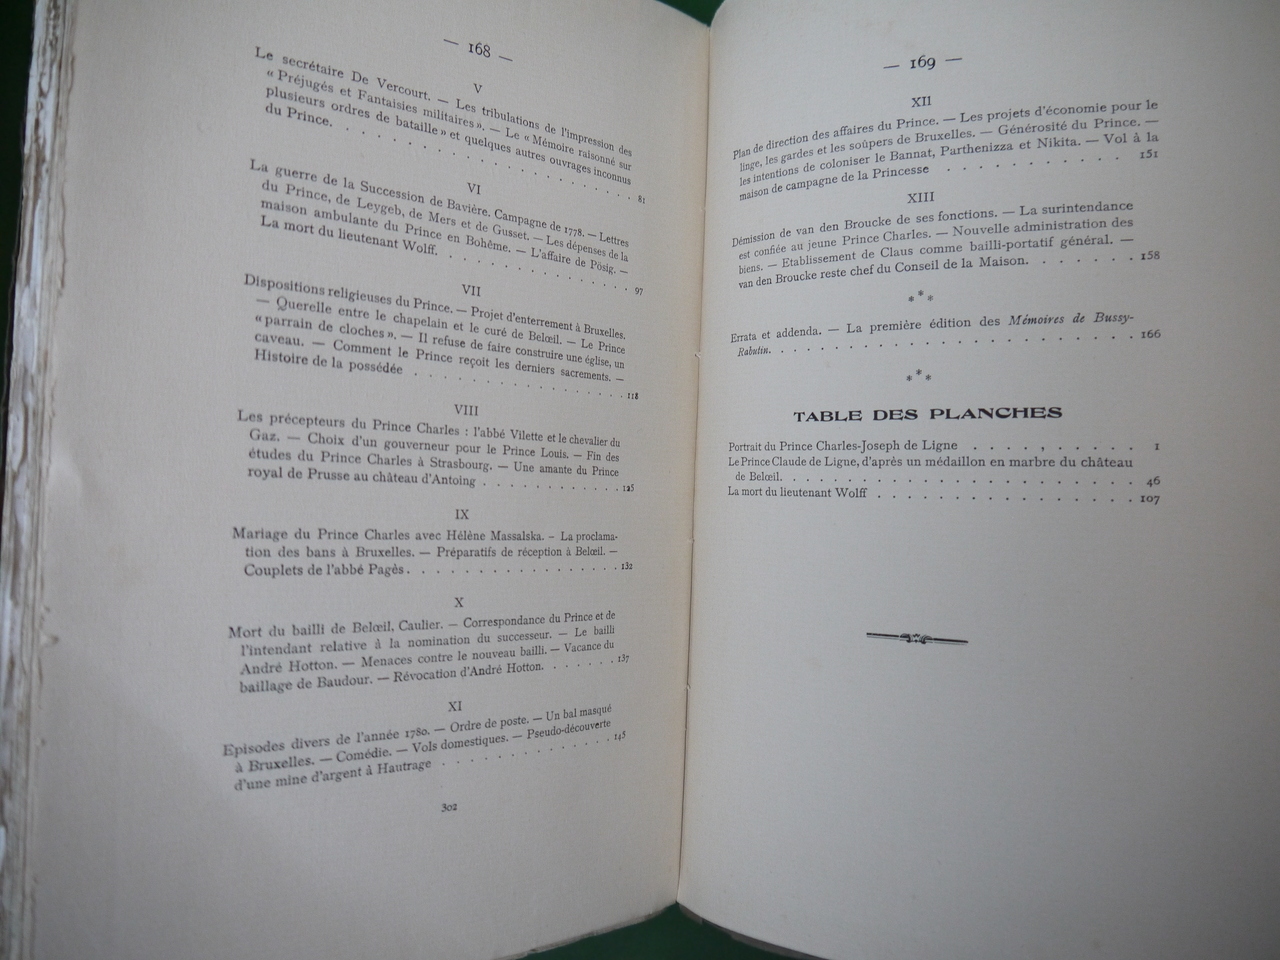 — 168 —
V
Le secrétaire De Vercourt. — Les tribulations de l'impression des
« Préjugés et Fantaisies militaires ». — Le « Mémoire raisonné sur
plusieurs ordres de bataille » et quelques autres ouvrages inconnus
du Prince. . . . . . . . . . . . . . . . . . . . 81
VI
La guerre de la Succession de Bavière. Campagne de 1778. — Lettres
du Prince, de Leygeb, de Mers et de Gusset. — Les dépenses de la
maison ambulante du Prince en Bohême. — L'affaire de Pösig. —
La mort du lieutenant Wolff. . . . . . . . . . . . . . 97
VII
Dispositions religieuses du Prince. — Projet d'enterrement à Bruxelles.
— Querelle entre le chapelain et le curé de Belœil. — Le Prince
« parrain de cloches ». — Il refuse de faire construire une église, un
caveau. — Comment le Prince reçoit les derniers sacrements. —
Histoire de la possédée . . . . . . . . . . . . . . . . 118
VIII
Les précepteurs du Prince Charles : l'abbé Vilette et le chevalier du
Gaz. — Choix d'un gouverneur pour le Prince Louis. — Fin des
études du Prince Charles à Strasbourg. — Une amante du Prince
royal de Prusse au château d'Antoing . . . . . . . . . . . . 125
IX
Mariage du Prince Charles avec Hélène Massalska. – La proclama-
tion des bans à Bruxelles. — Préparatifs de réception à Belœil. —
Couplets de l'abbé Pagès. . . . . . . . . . . . . . . . 132
X
Mort du bailli de Belœil, Caulier. — Correspondance du Prince et de
l'intendant relative à la nomination du successeur. — Le bailli
André Hotton. — Menaces contre le nouveau bailli. — Vacance du
baillage de Baudour. — Révocation d'André Hotton. . . . . . . 137
XI
Episodes divers de l'année 1780. — Ordre de poste. — Un bal masqué
à Bruxelles. — Comédie. — Vols domestiques. — Pseudo-découverte
d'une mine d'argent à Hautrage . . . . . . . . . . . . 145
302
— 169 —
XII
Plan de direction des affaires du Prince. — Les projets d'économie pour le
linge, les gardes et les soûpers de Bruxelles. — Générosité du Prince. —
les intentions de coloniser le Bannat, Parthenizza et Nikita. — Vol à la
maison de campagne de la Princesse . . . . . . . . . . . 151
XIII
Démission de van den Broucke de ses fonctions. — La surintendance
est confiée au jeune Prince Charles. — Nouvelle administration des
biens. — Etablissement de Claus comme bailli-portatif général. —
van den Broucke reste chef du Conseil de la Maison. . . . . . . 158
* * *
Errata et addenda. — La première édition des Mémoires de Bussy-
Rabutin. . . . . . . . . . . . . . . . . . . . . . . 166
* * *
TABLE DES PLANCHES
Portrait du Prince Charles-Joseph de Ligne . . . . . . . . . . 1
Le Prince Claude de Ligne, d'après un médaillon en marbre du château
de Belœil. . . . . . . . . . . . . . . . . . . . . . . 46
La mort du lieutenant Wolff . . . . . . . . . . . . . . . . 107